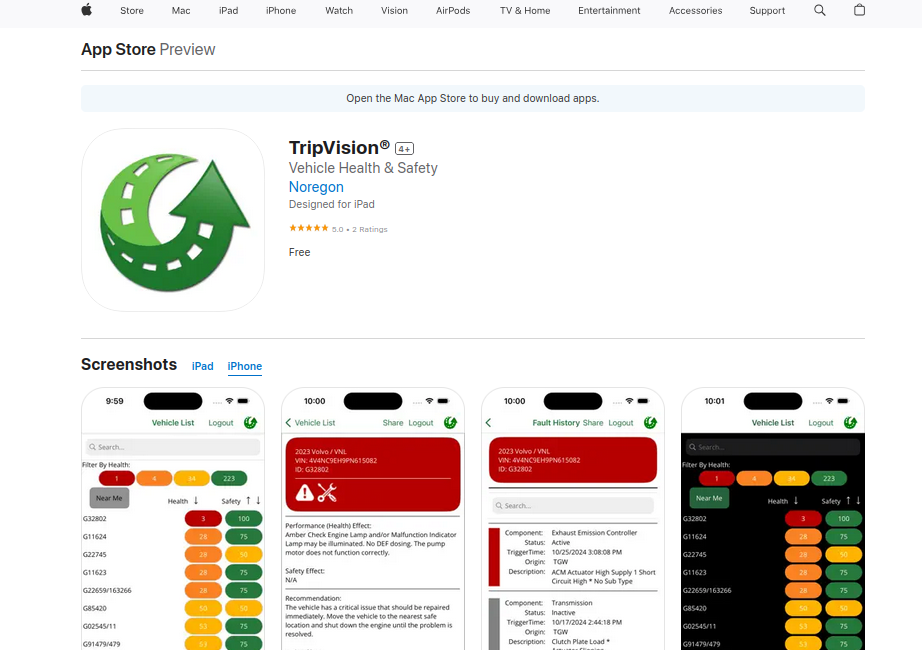 Store Mac iPad iPhone Watch Vision AirPods TV & Home Entertainment Accessories Support
App Store Preview
Open the Mac App Store to buy and download apps.
TripVision® 4+
Vehicle Health & Safety
Noregon
Designed for iPad
★★★★★ 5.0 • 2 Ratings
Free
Screenshots iPad iPhone
9:59
Vehicle List Logout
Search...
Filter By Health:
1 4 34 223
Near Me
Health ↓ Safety ↑ ↓
G32802 3 100
G11624 28 75
G22745 28 50
G11623 28 75
G22659/163266 28 75
G85420 50 50
G02545/11 53 75
G91479/479 53 75
10:00
Vehicle List Share Logout
2023 Volvo / VNL
VIN: 4V4NC9EH9PN615082
ID: G32802
Performance (Health) Effect:
Amber Check Engine Lamp and/or Malfunction Indicator
Lamp may be illuminated. No DEF dosing. The pump
motor does not function correctly.
Safety Effect:
N/A
Recommendation:
The vehicle has a critical issue that should be repaired
immediately. Move the vehicle to the nearest safe
location and shut down the engine until the problem is
resolved.
10:00
Fault History Share Logout
2023 Volvo / VNL
VIN: 4V4NC9EH9PN615082
ID: G32802
Search...
Component: Exhaust Emission Controller
Status: Active
TriggerTime: 10/25/2024 3:08:08 PM
Origin: TGW
Description: ACM Actuator High Supply 1 Short
Circuit High * No Sub Type
Component: Transmission
Status: Inactive
TriggerTime: 10/17/2024 2:44:18 PM
Origin: TGW
Description: Clutch Plate Load *
10:01
Vehicle List Logout
Search...
Filter By Health:
1 4 34 223
Near Me
Health ↓ Safety ↑ ↓
G32802 3 100
G11624 28 75
G22745 28 50
G11623 28 75
G22659/163266 28 75
G85420 50 50
G02545/11 53 75
G91479/479 53 75